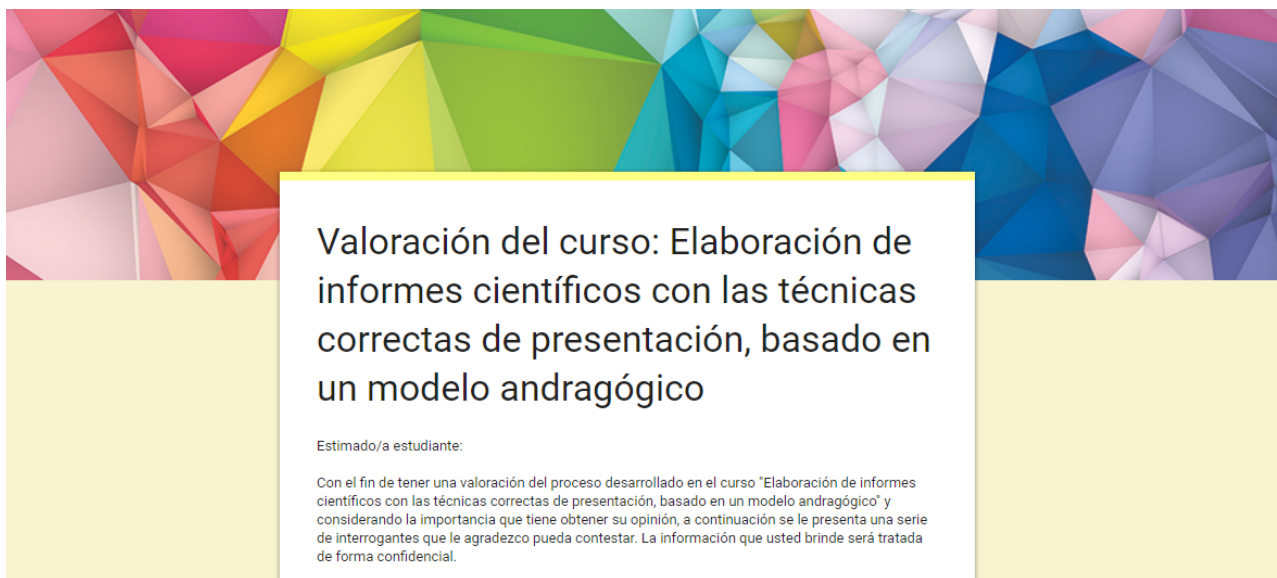 Valoración del curso: Elaboración de
informes científicos con las técnicas
correctas de presentación, basado en
un modelo andragógico
Estimado/a estudiante:
Con el fin de tener una valoración del proceso desarrollado en el curso "Elaboración de informes
científicos con las técnicas correctas de presentación, basado en un modelo andragógico" y
considerando la importancia que tiene obtener su opinión, a continuación se le presenta una serie
de interrogantes que le agradezco pueda contestar. La información que usted brinde será tratada
de forma confidencial.